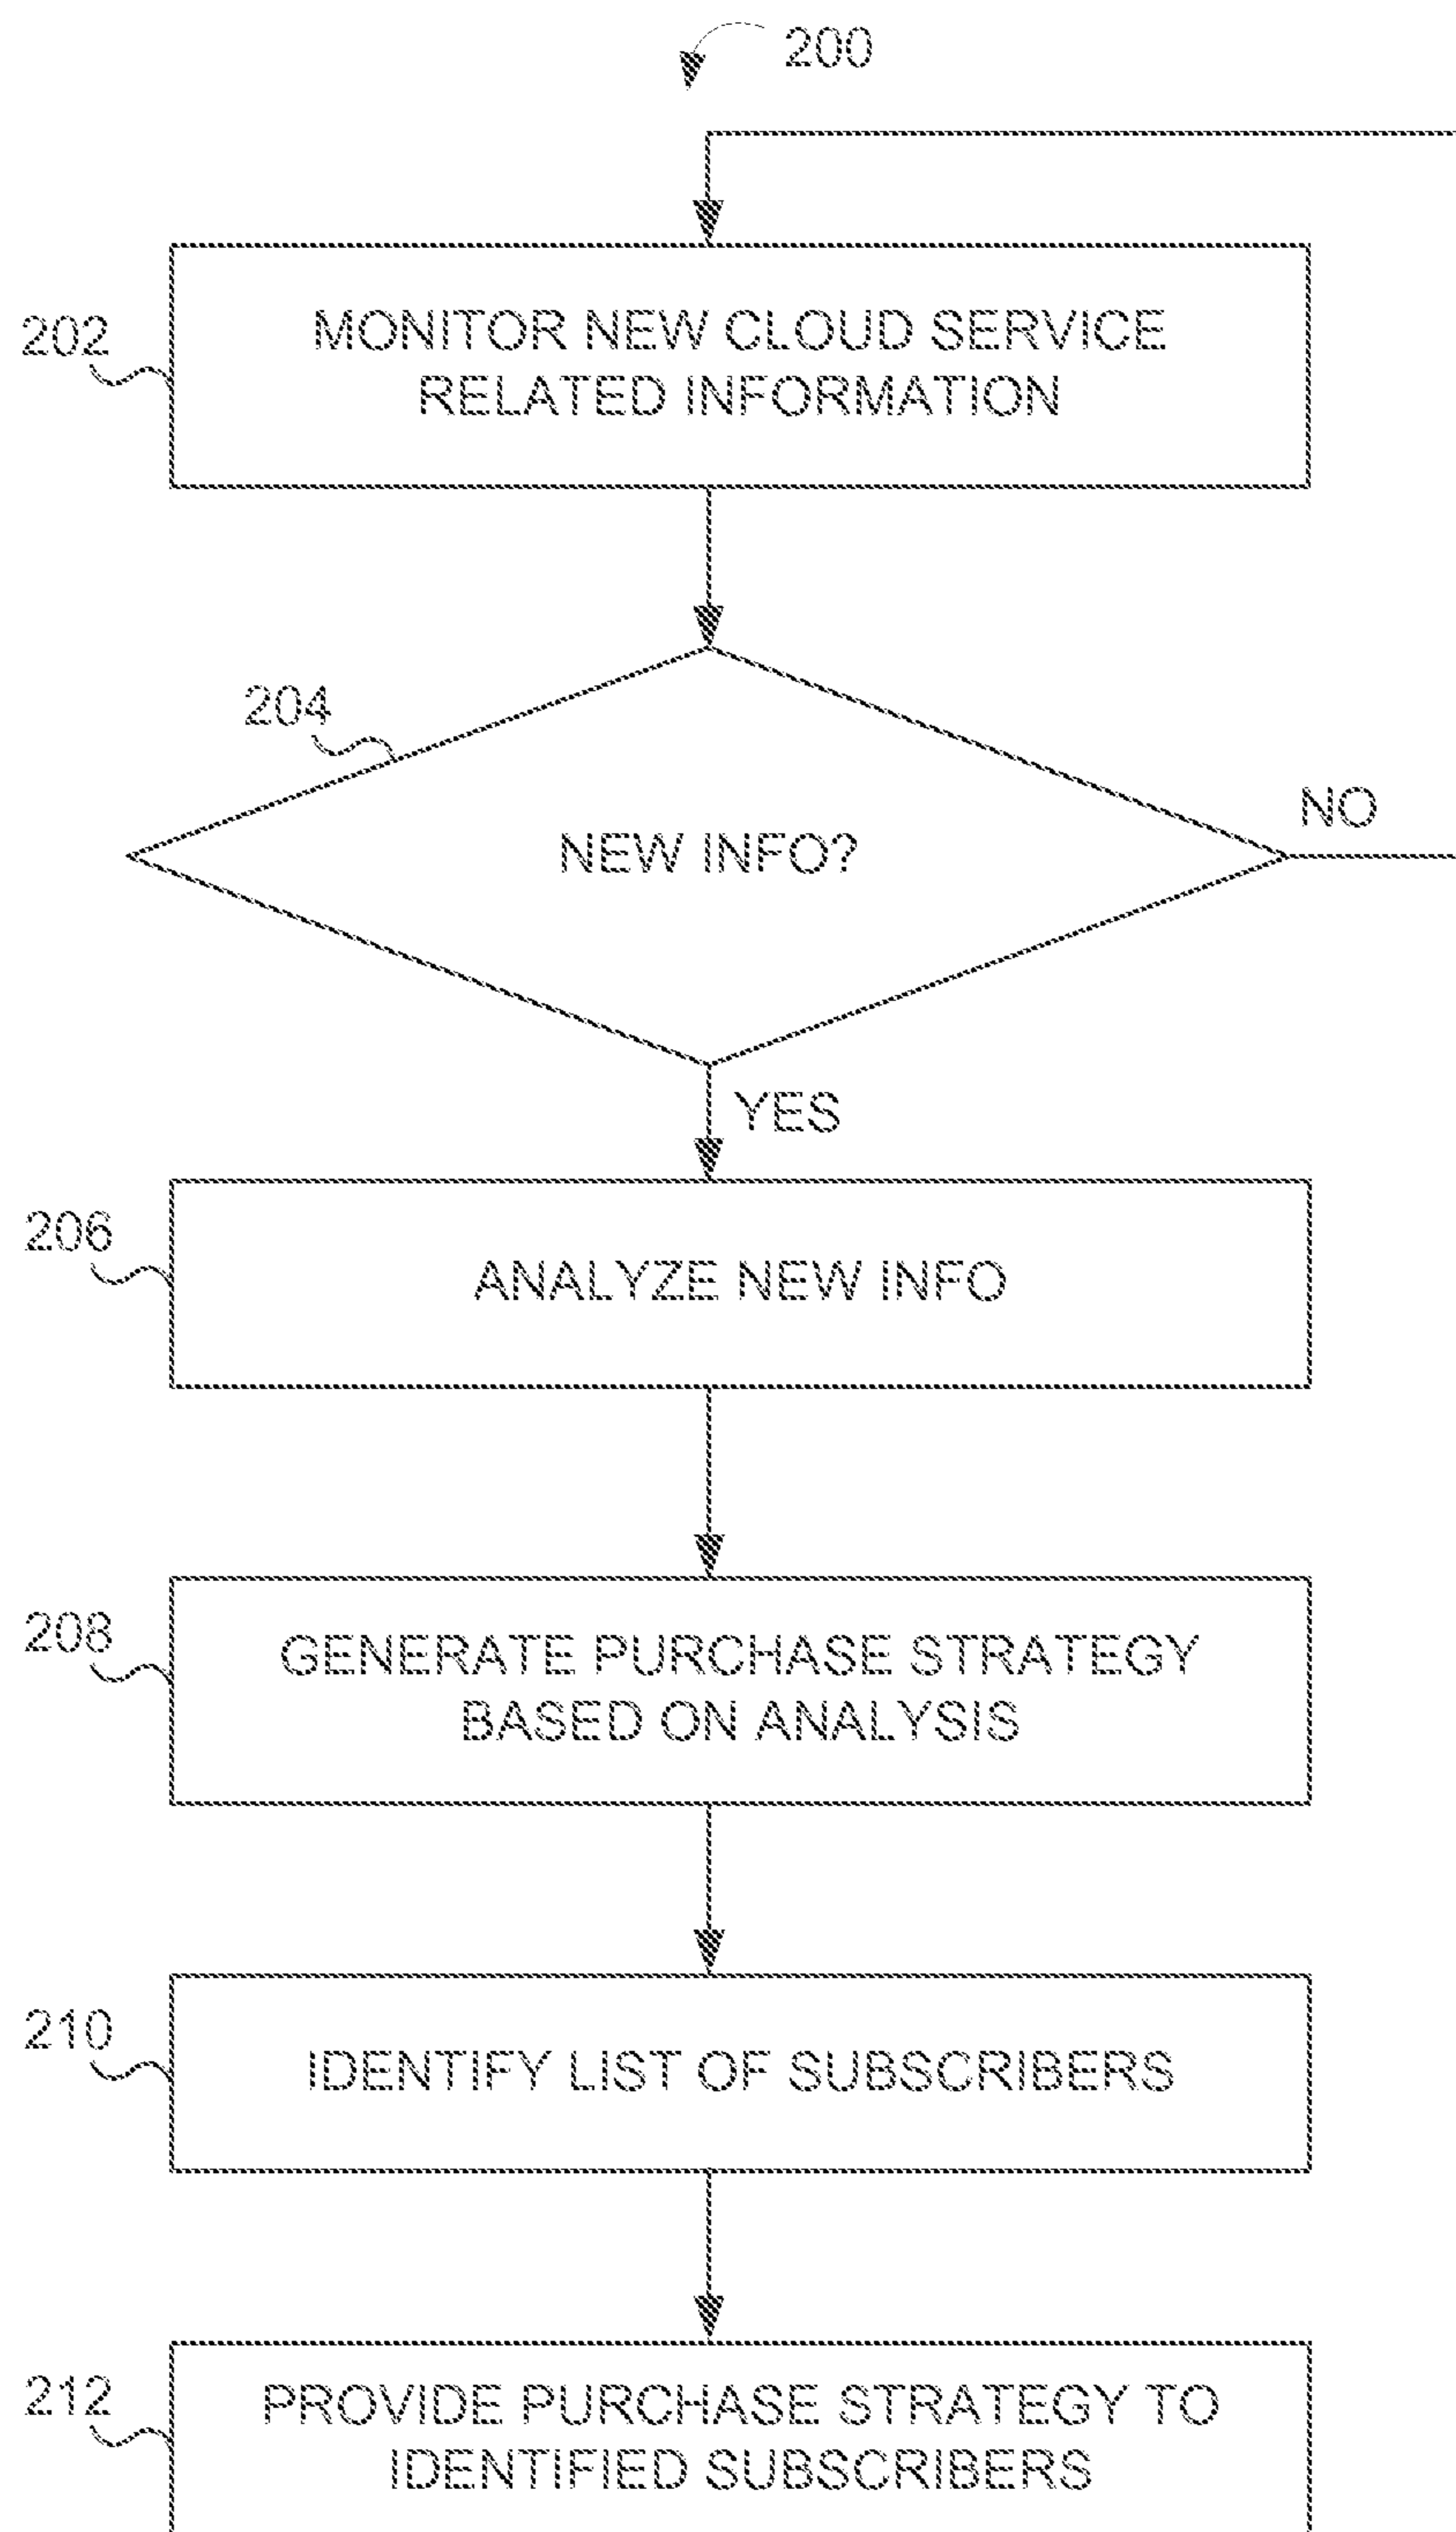 200
202
MONITOR NEW CLOUD SERVICE
RELATED INFORMATION
204
NEW INFO?
NO
YES
206
ANALYZE NEW INFO
208
GENERATE PURCHASE STRATEGY
BASED ON ANALYSIS
210
IDENTIFY LIST OF SUBSCRIBERS
212
PROVIDE PURCHASE STRATEGY TO
IDENTIFIED SUBSCRIBERS